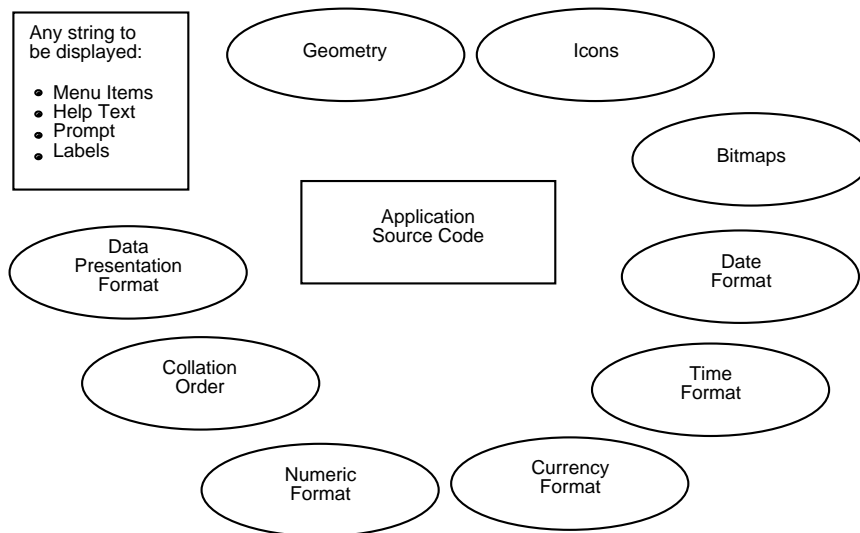 Any string to
be displayed:
Menu Items
Help Text
Prompt
Labels
Geometry
Icons
Bitmaps
Application
Source Code
Data
Presentation
Format
Date
Format
Collation
Order
Time
Format
Numeric
Format
Currency
Format